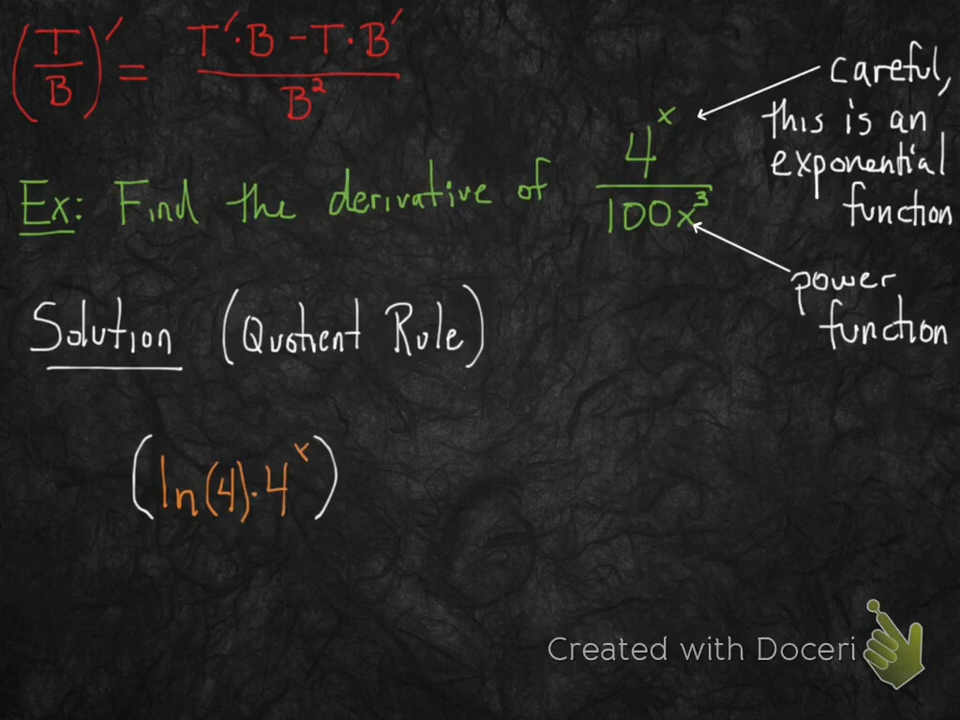 (T/B)′ = (T′·B − T·B′)/B²
careful,
this is an
exponential
function
Ex: Find the derivative of 4^x/100x³
power
function
Solution (Quotient Rule)
(ln(4)·4^x)
Created with Doceri